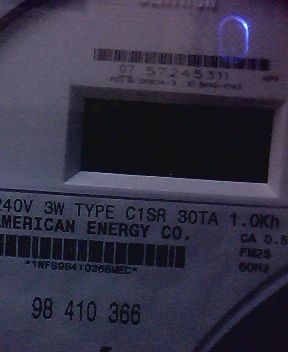 07 57245311
240V 3W TYPE C1SR 30TA 1.0Kh
AMERICAN ENERGY CO.
CA 0.5
FM2S
60Hz
*1NFS98410366MEC*
98 410 366